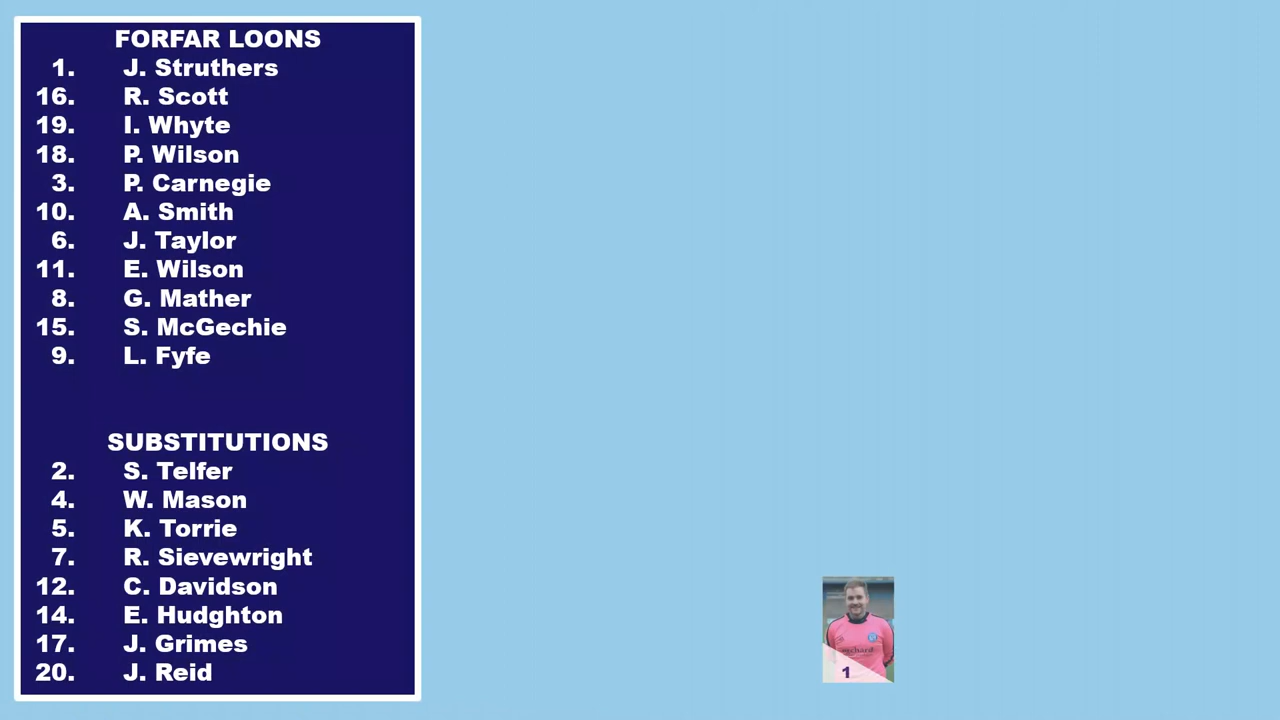 FORFAR LOONS
1. J. Struthers
16. R. Scott
19. I. Whyte
18. P. Wilson
3. P. Carnegie
10. A. Smith
6. J. Taylor
11. E. Wilson
8. G. Mather
15. S. McGechie
9. L. Fyfe
SUBSTITUTIONS
2. S. Telfer
4. W. Mason
5. K. Torrie
7. R. Sievewright
12. C. Davidson
14. E. Hudghton
17. J. Grimes
20. J. Reid
1